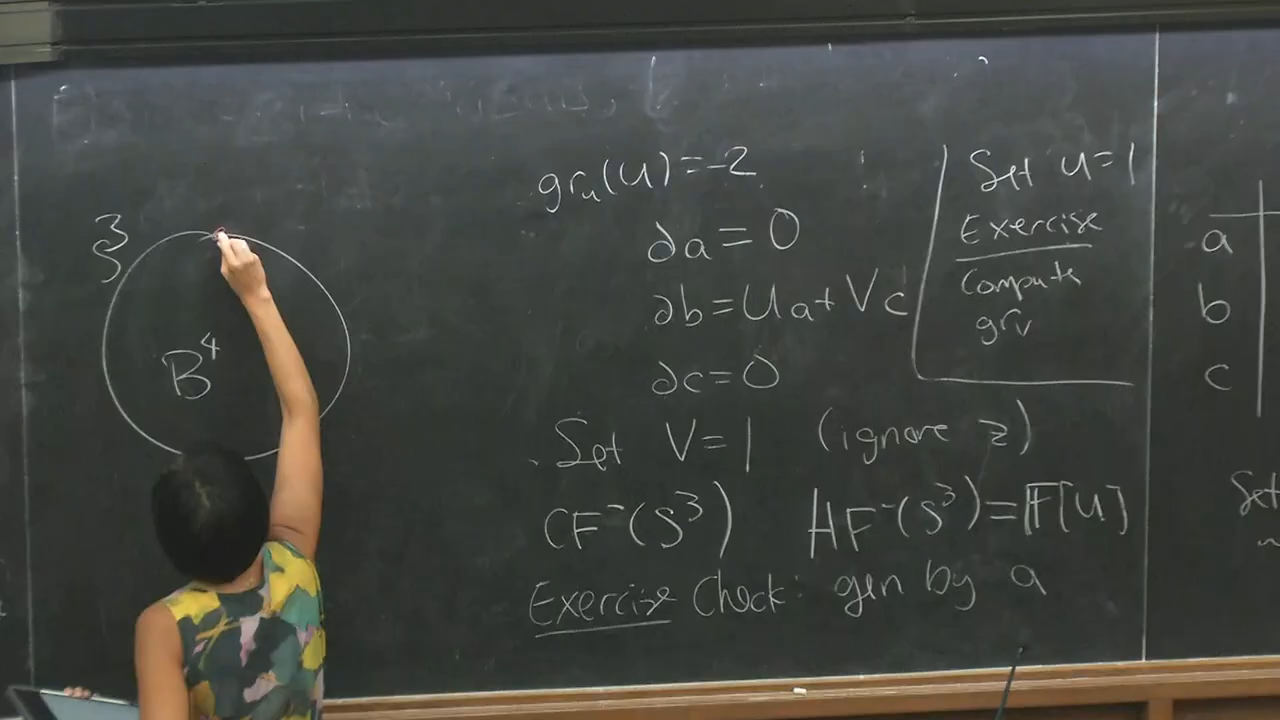 S³
B⁴
gr_u(U) = -2
∂a = 0
∂b = Ua + Vc
∂c = 0
Set V = 1 (ignore z)
CF⁻(S³) HF⁻(S³) = 𝔽[U]
Exercise Check: gen by a
Set U = 1
Exercise
Compute
gr_v
a
b
c
Set